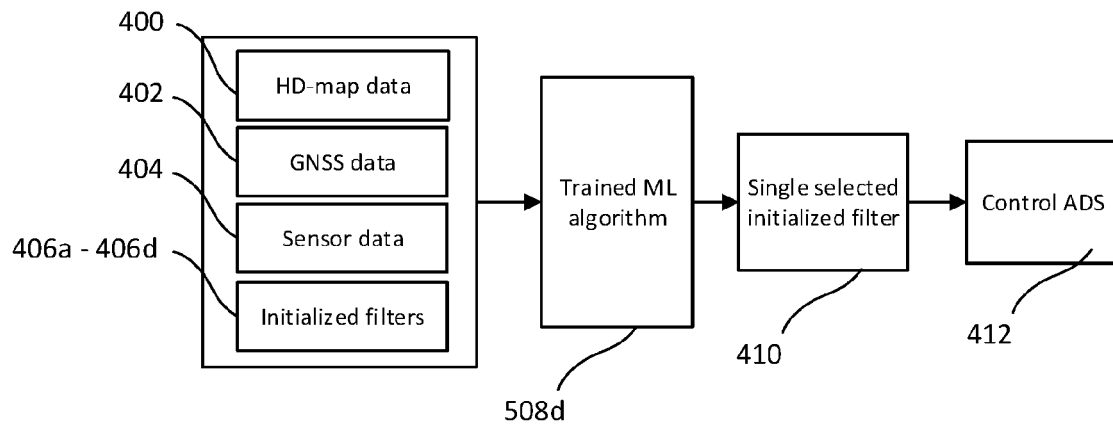 400
HD-map data
402
GNSS data
404
Sensor data
406a - 406d
Initialized filters
Trained ML
algorithm
508d
Single selected
initialized filter
410
Control ADS
412